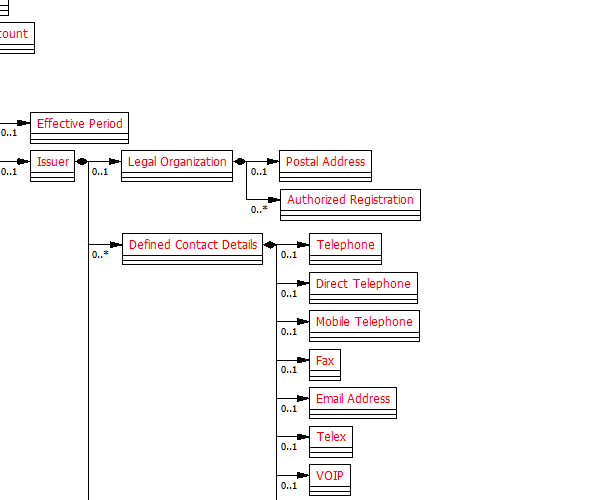 Effective Period
0..1
Issuer
Legal Organization
Postal Address
0..1
0..1
0..1
Authorized Registration
0..*
Defined Contact Details
Telephone
0..*
0..1
Direct Telephone
0..1
Mobile Telephone
0..1
Fax
0..1
Email Address
0..1
Telex
0..1
VOIP
0..1